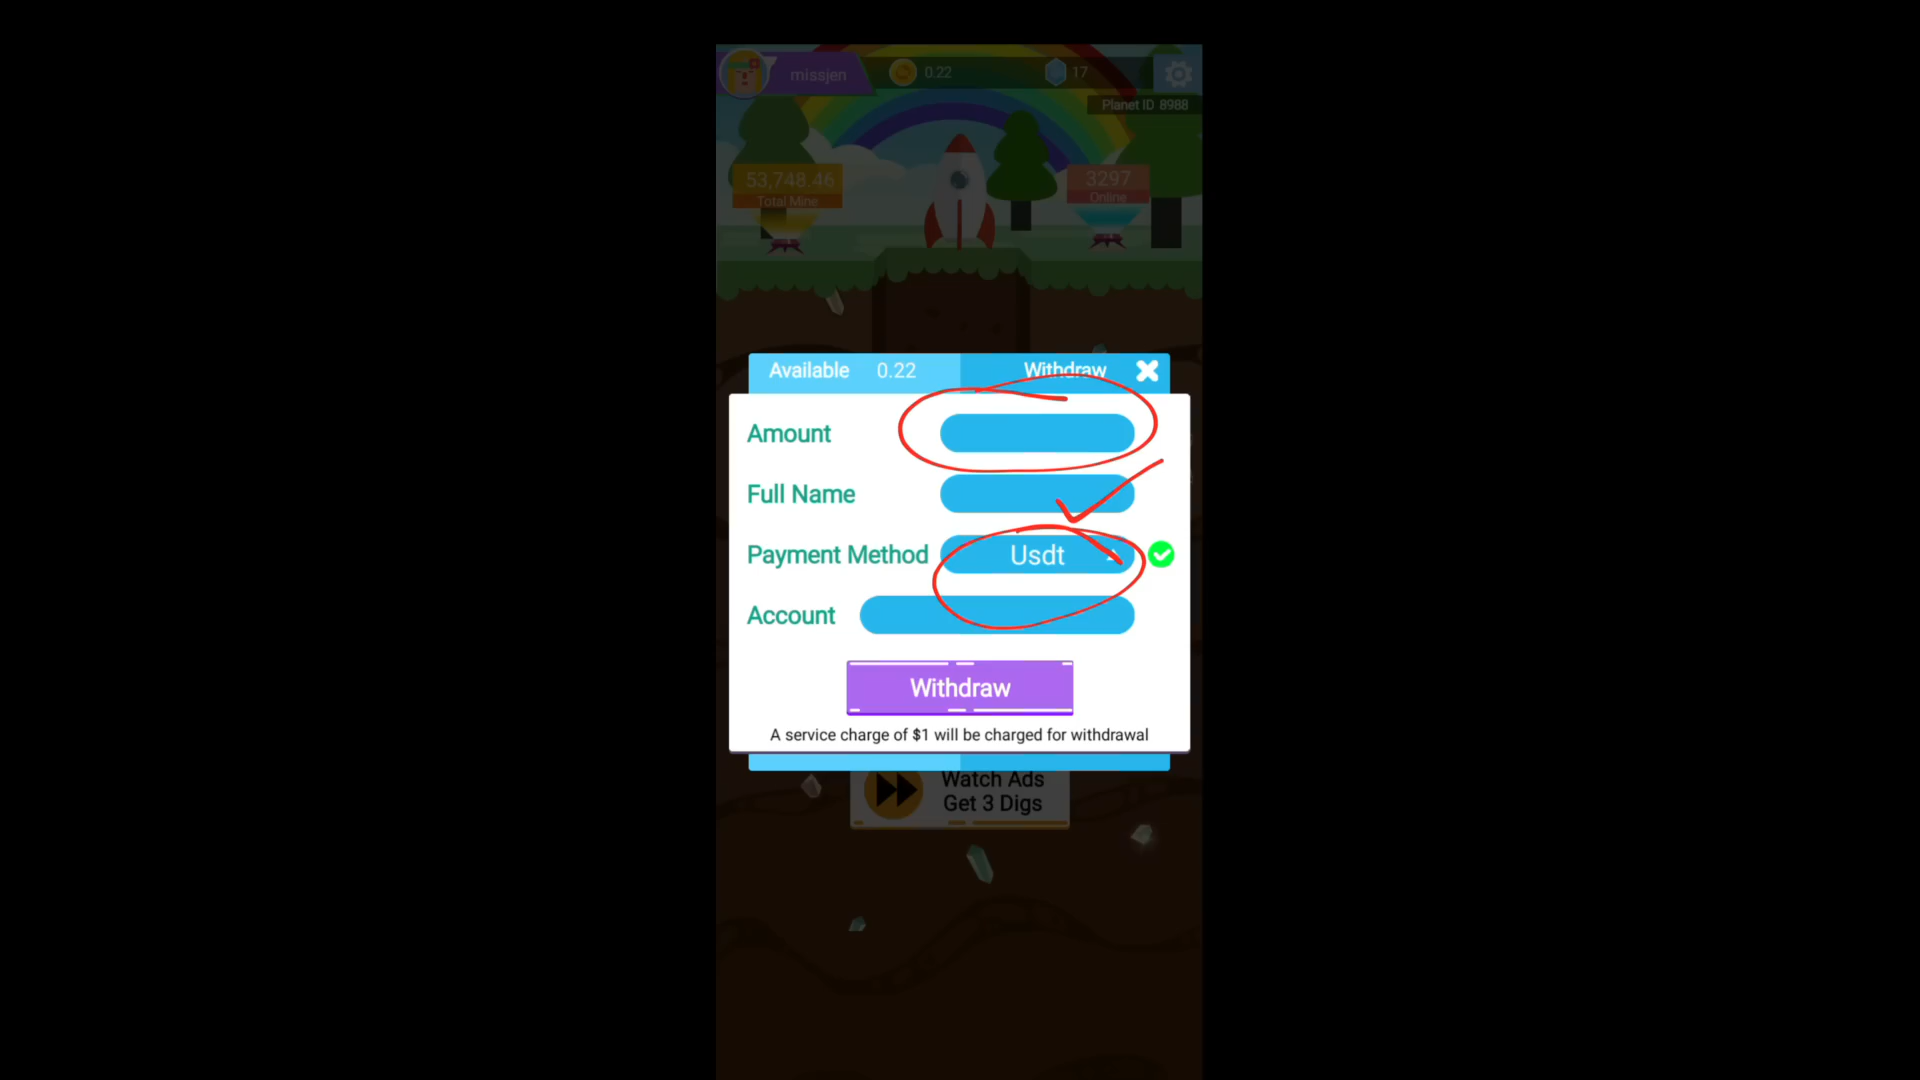 missjen 0.22 17
Planet ID 8988
53,748.46 3297
Total Mine Online
Available 0.22 Withdraw
Amount
Full Name
Payment Method Usdt
Account
Withdraw
A service charge of $1 will be charged for withdrawal
Watch Ads
Get 3 Digs